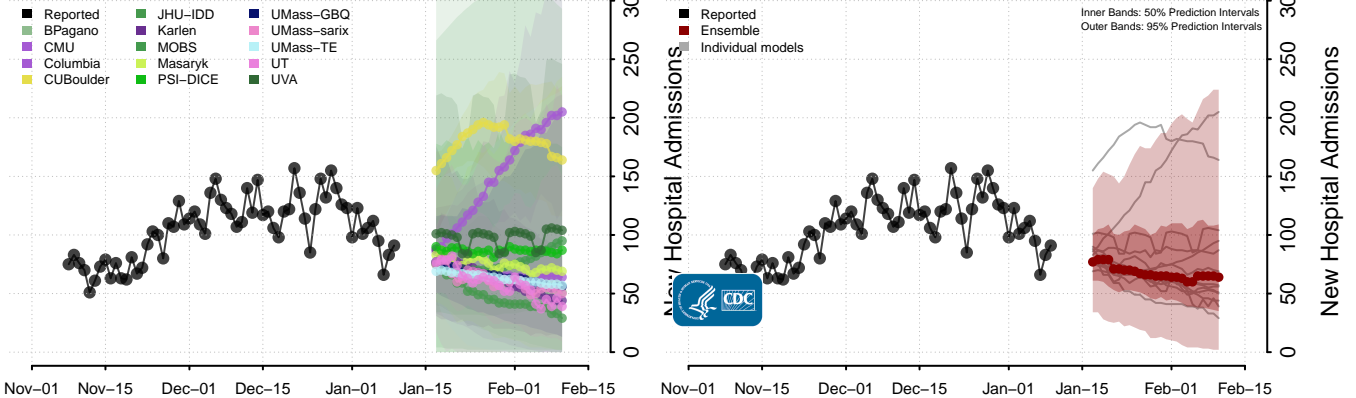 Reported
BPagano
CMU
Columbia
CUBoulder
JHU−IDD
Karlen
MOBS
Masaryk
PSI−DICE
UMass−GBQ
UMass−sarix
UMass−TE
UT
UVA
0
50
100
150
200
250
30
New Hospital Admissions
Nov−01
Nov−15
Dec−01
Dec−15
Jan−01
Jan−15
Feb−01
Feb−15
Reported
Ensemble
Individual models
Inner Bands: 50% Prediction Intervals
Outer Bands: 95% Prediction Intervals
CDC
0
50
100
150
200
250
30
New Hospital Admissions
Nov−01
Nov−15
Dec−01
Dec−15
Jan−01
Jan−15
Feb−01
Feb−15